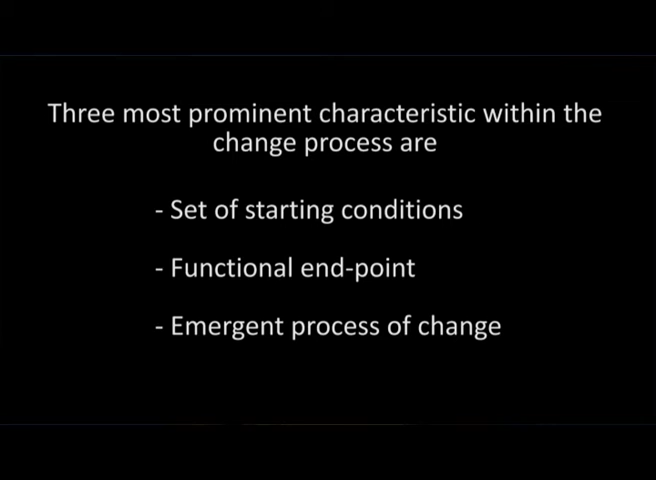 Three most prominent characteristic within the
change process are
- Set of starting conditions
- Functional end-point
- Emergent process of change